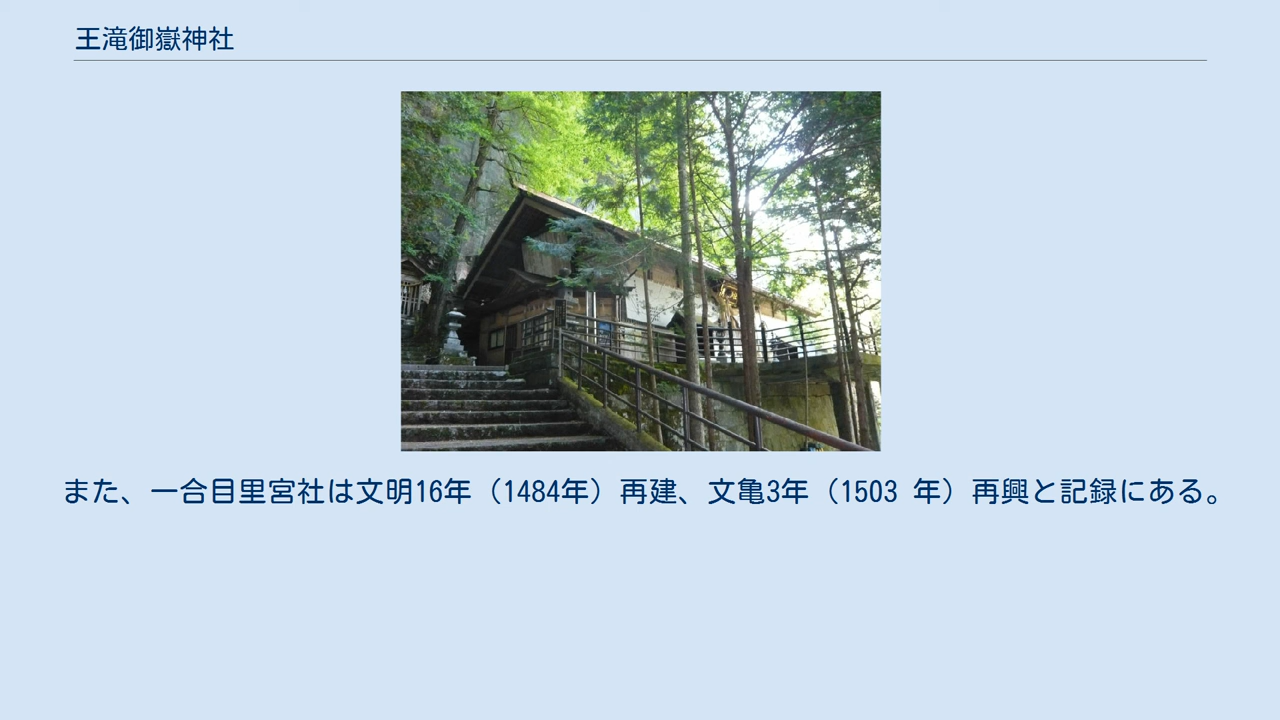 王滝御嶽神社
また、一合目里宮社は文明16年（1484年）再建、文亀3年（1503 年）再興と記録にある。